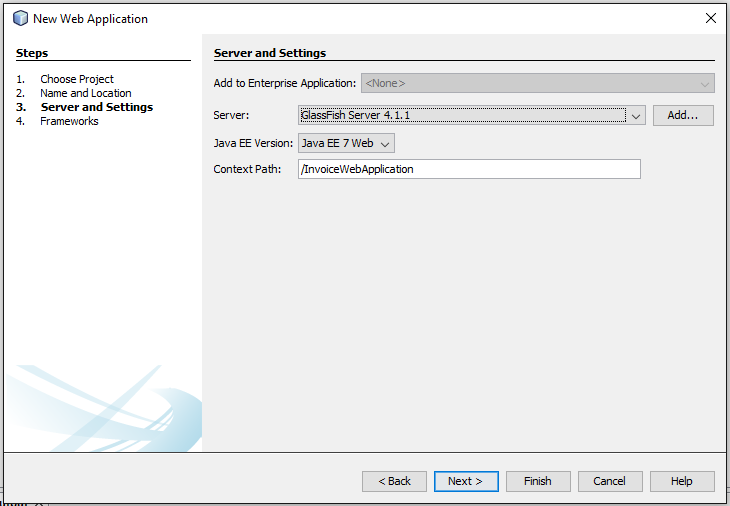 New Web Application
Steps
1. Choose Project
2. Name and Location
3. Server and Settings
4. Frameworks
Server and Settings
Add to Enterprise Application: <None>
Server: GlassFish Server 4.1.1 Add...
Java EE Version: Java EE 7 Web
Context Path: /InvoiceWebApplication
< Back Next > Finish Cancel Help